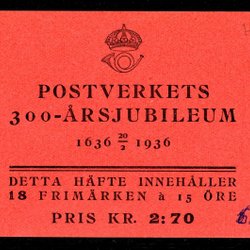 POSTVERKETS
300-ÅRSJUBILEUM
1636 20/2 1936
DETTA HÄFTE INNEHÅLLER
18 FRIMÄRKEN à 15 ÖRE
PRIS KR. 2:70